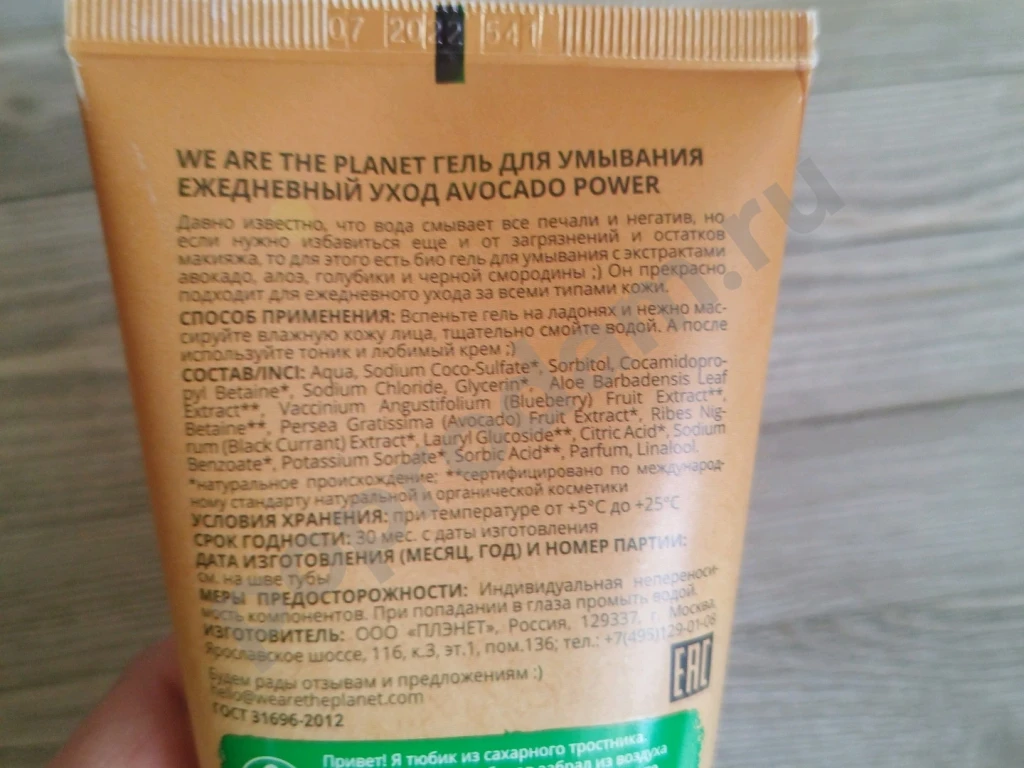 07 2022 541
WE ARE THE PLANET ГЕЛЬ ДЛЯ УМЫВАНИЯ
ЕЖЕДНЕВНЫЙ УХОД AVOCADO POWER
Давно известно, что вода смывает все печали и негатив, но
если нужно избавиться еще и от загрязнений и остатков
макияжа, то для этого есть био гель для умывания с экстрактами
авокадо, алоэ, голубики и черной смородины ;) Он прекрасно
подходит для ежедневного ухода за всеми типами кожи.
СПОСОБ ПРИМЕНЕНИЯ: Вспеньте гель на ладонях и нежно мас-
сируйте влажную кожу лица, тщательно смойте водой. А после
используйте тоник и любимый крем ;)
СОСТАВ/INCI: Aqua, Sodium Coco-Sulfate*, Sorbitol, Cocamidopro-
pyl Betaine*, Sodium Chloride, Glycerin*, Aloe Barbadensis Leaf
Extract**, Vaccinium Angustifolium (Blueberry) Fruit Extract**,
Betaine**, Persea Gratissima (Avocado) Fruit Extract*, Ribes Nig-
rum (Black Currant) Extract*, Lauryl Glucoside**, Citric Acid*, Sodium
Benzoate*, Potassium Sorbate*, Sorbic Acid**, Parfum, Linalool.
*натуральное происхождение; **сертифицировано по международ-
ному стандарту натуральной и органической косметики
УСЛОВИЯ ХРАНЕНИЯ: при температуре от +5°C до +25°C
СРОК ГОДНОСТИ: 30 мес. с даты изготовления
ДАТА ИЗГОТОВЛЕНИЯ (МЕСЯЦ, ГОД) И НОМЕР ПАРТИИ:
см. на шве тубы
МЕРЫ ПРЕДОСТОРОЖНОСТИ: Индивидуальная непереноси-
мость компонентов. При попадании в глаза промыть водой.
ИЗГОТОВИТЕЛЬ: ООО «ПЛЭНЕТ», Россия, 129337, г. Москва,
Ярославское шоссе, 116, к.3, эт.1, пом.136; тел.: +7(495)129-01-08
Будем рады отзывам и предложениям :)
hello@wearetheplanet.com
ГОСТ 31696-2012
EAC
Привет! Я тюбик из сахарного тростника.
забрал из воздуха